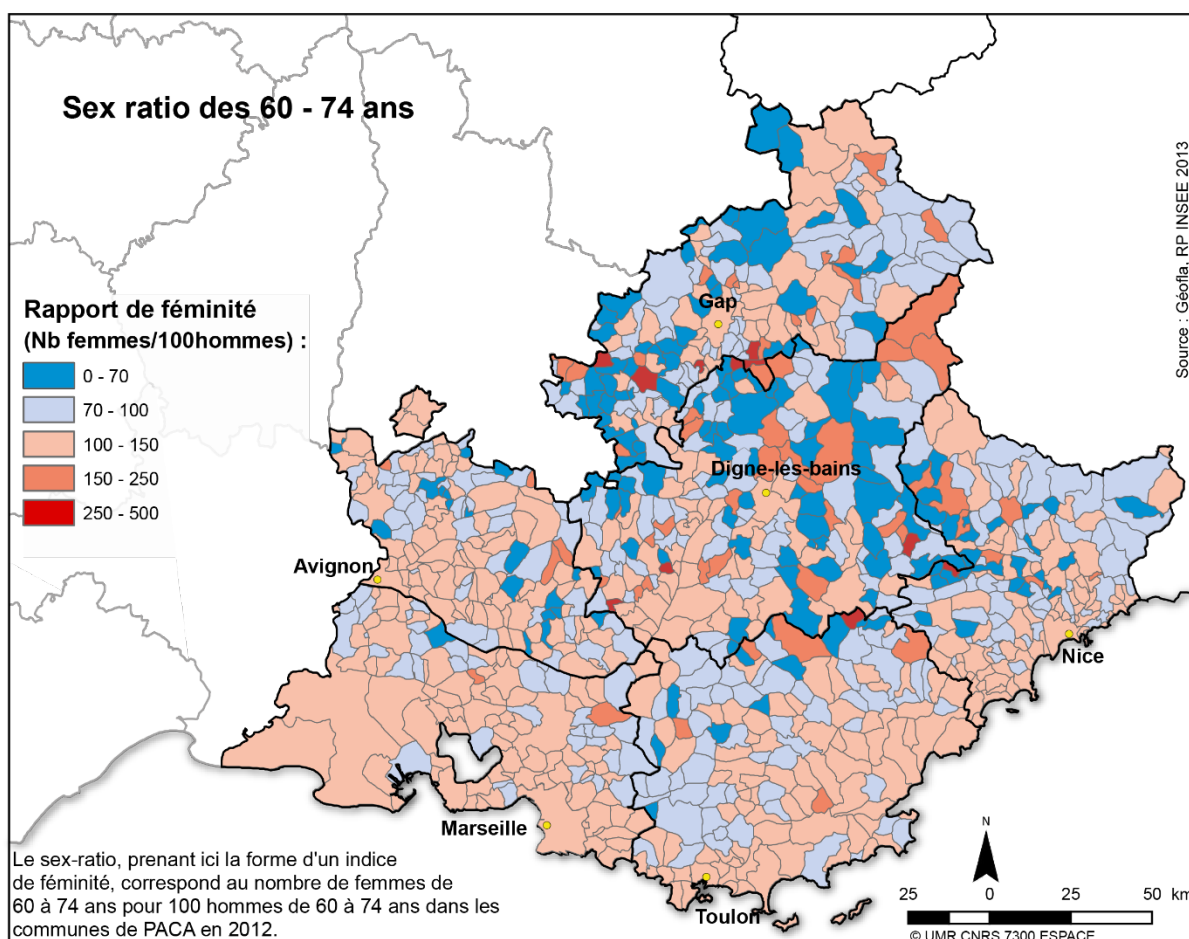 Sex ratio des 60 - 74 ans
Source : Géofla, RP INSEE 2013
Rapport de féminité
(Nb femmes/100hommes) :
0 - 70
70 - 100
100 - 150
150 - 250
250 - 500
Gap
Digne-les-bains
Avignon
Nice
Marseille
Toulon
Le sex-ratio, prenant ici la forme d'un indice
de féminité, correspond au nombre de femmes de
60 à 74 ans pour 100 hommes de 60 à 74 ans dans les
communes de PACA en 2012.
N
25 0 25 50 km
© UMR CNRS 7300 ESPACE